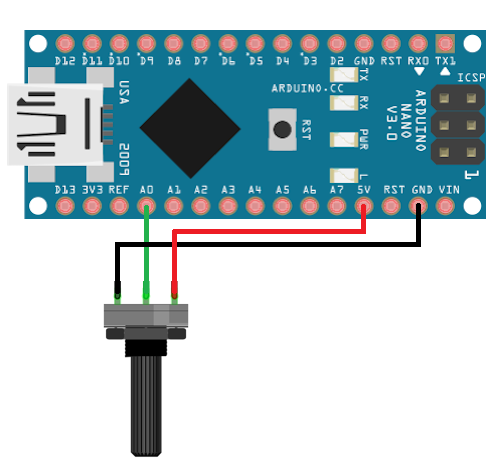 D12 D11 D10 D9 D8 D7 D6 D5 D4 D3 D2 GND RST RX0 TX1
ICSP
TX
ARDUINO.CC
RX
RST
PWR
ARDUINO
NANO
V3.0
USA
2009
L
1
D13 3V3 REF A0 A1 A2 A3 A4 A5 A6 A7 5V RST GND VIN